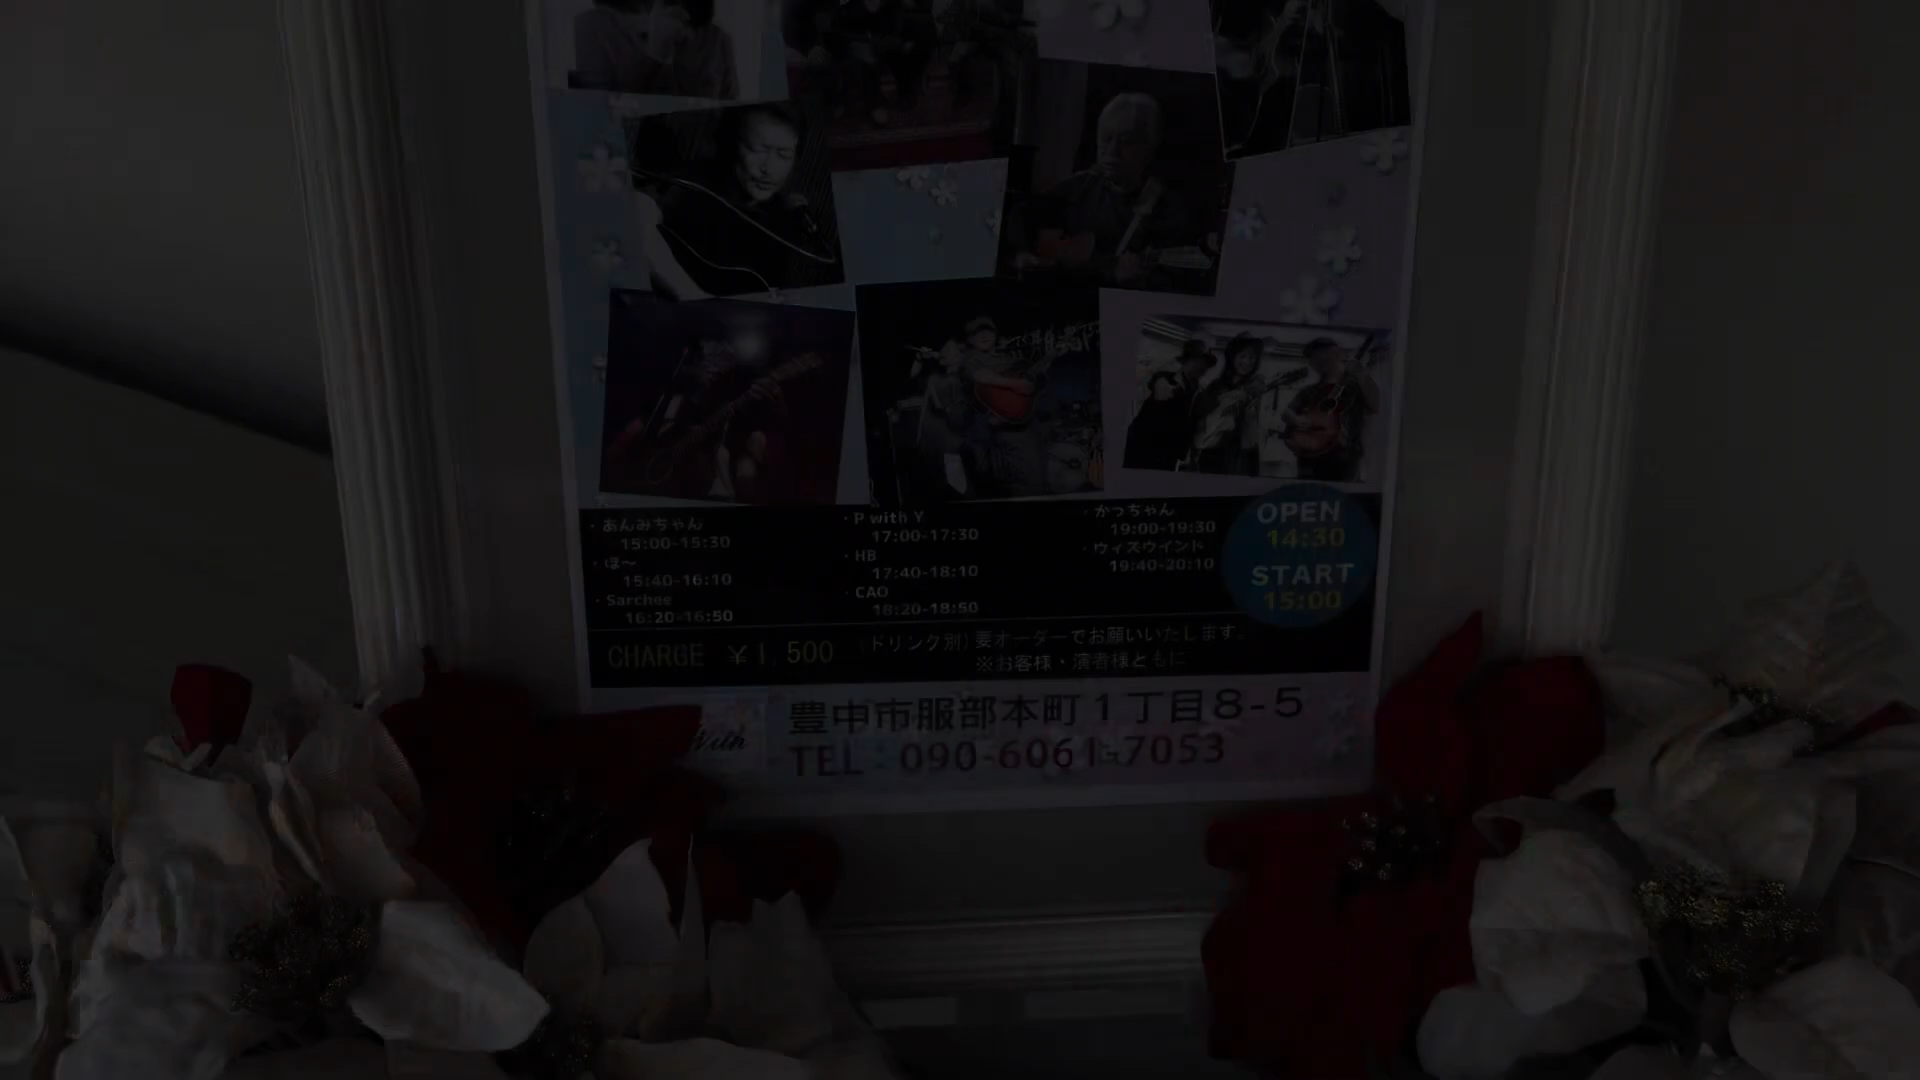 ・あんみちゃん
15:00-15:30
・ほ〜
15:40-16:10
・Sarchee
16:20-16:50
・P with Y
17:00-17:30
・HB
17:40-18:10
・CAO
18:20-18:50
・かっちゃん
19:00-19:30
・ウィズウインド
19:40-20:10
OPEN
14:30
START
15:00
CHARGE ￥1,500 (ドリンク別)要オーダーでお願いいたします。
※お客様・演者様ともに
With
豊中市服部本町1丁目8-5
TEL 090-6061-7053